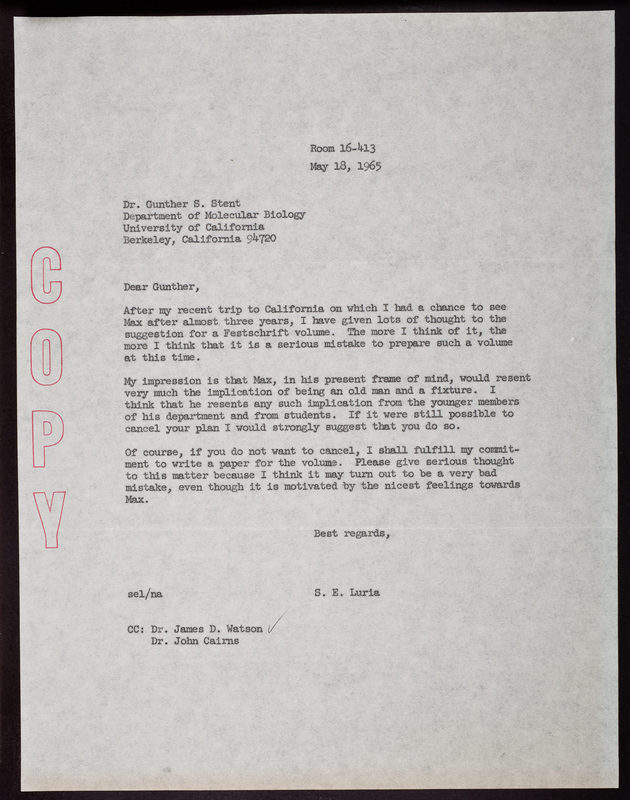 Room 16-413
May 18, 1965
Dr. Gunther S. Stent
Department of Molecular Biology
University of California
Berkeley, California 94720
COPY
Dear Gunther,
After my recent trip to California on which I had a chance to see
Max after almost three years, I have given lots of thought to the
suggestion for a Festschrift volume. The more I think of it, the
more I think that it is a serious mistake to prepare such a volume
at this time.
My impression is that Max, in his present frame of mind, would resent
very much the implication of being an old man and a fixture. I
think that he resents any such implication from the younger members
of his department and from students. If it were still possible to
cancel your plan I would strongly suggest that you do so.
Of course, if you do not want to cancel, I shall fulfill my commit-
ment to write a paper for the volume. Please give serious thought
to this matter because I think it may turn out to be a very bad
mistake, even though it is motivated by the nicest feelings towards
Max.
Best regards,
sel/na S. E. Luria
CC: Dr. James D. Watson ✓
Dr. John Cairns